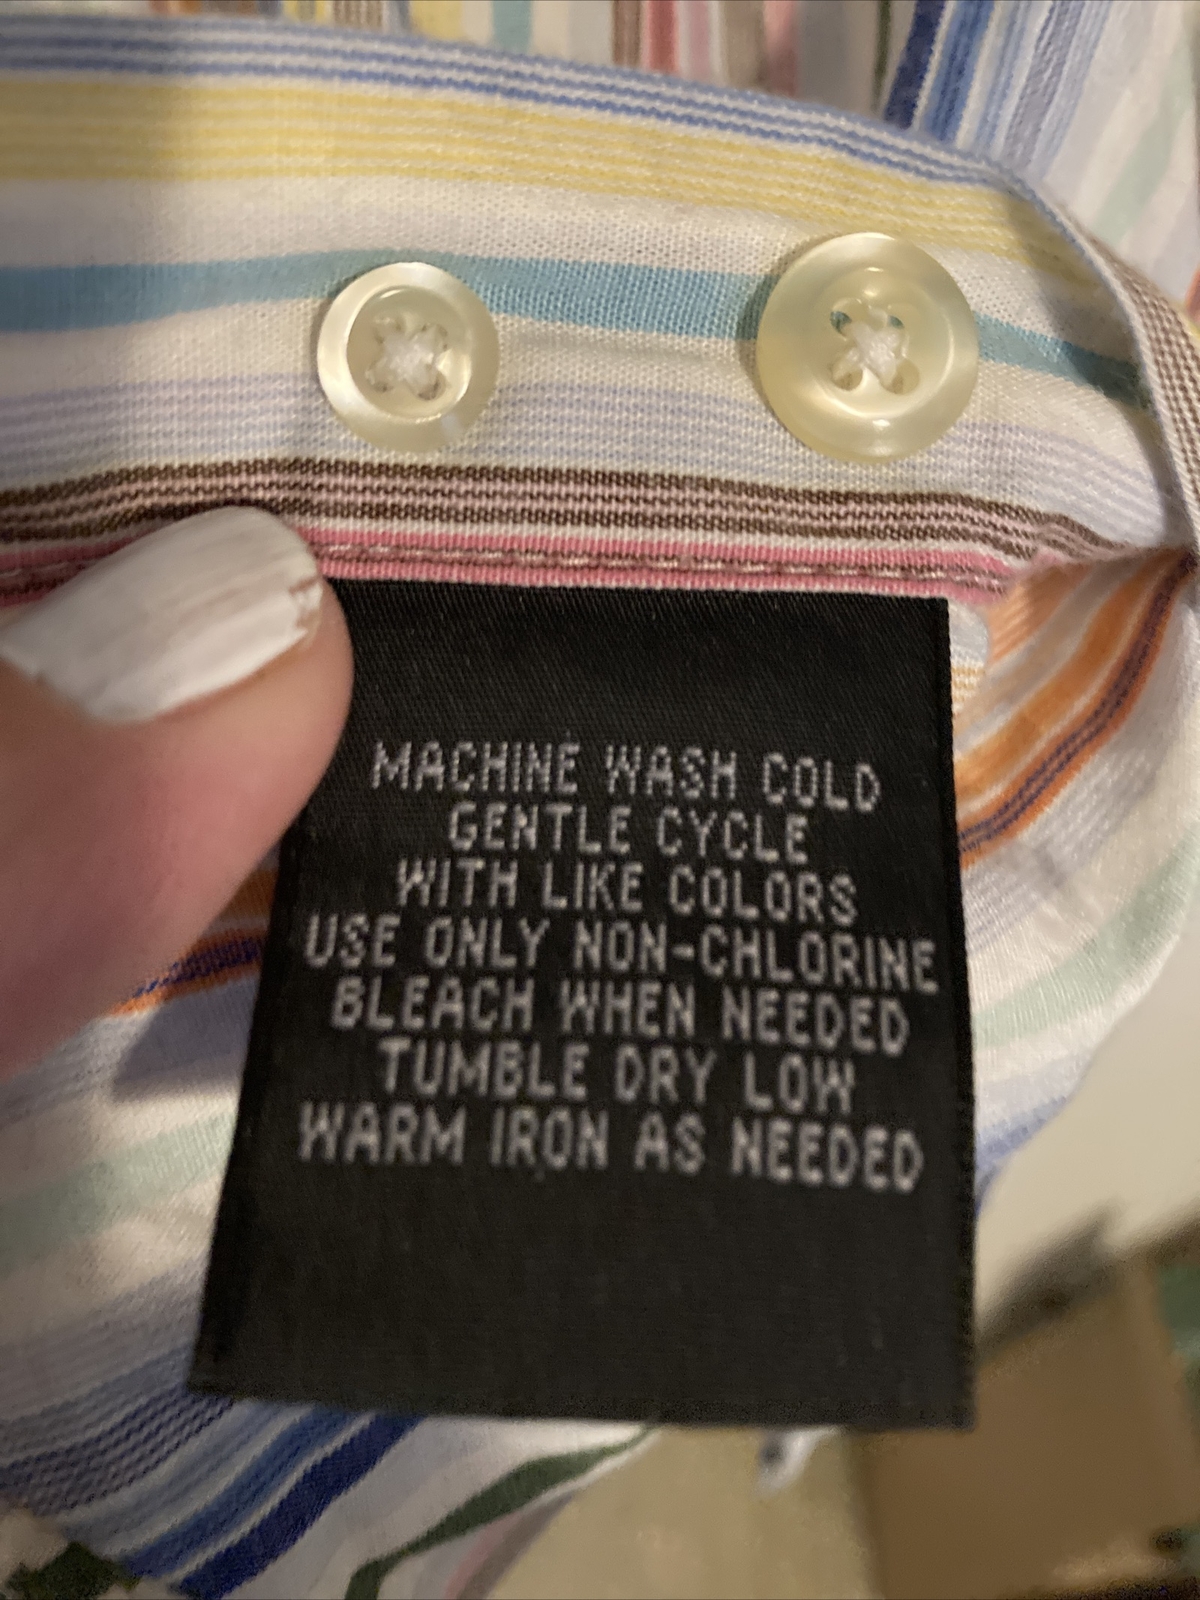 MACHINE WASH COLD
GENTLE CYCLE
WITH LIKE COLORS
USE ONLY NON-CHLORINE
BLEACH WHEN NEEDED
TUMBLE DRY LOW
WARM IRON AS NEEDED